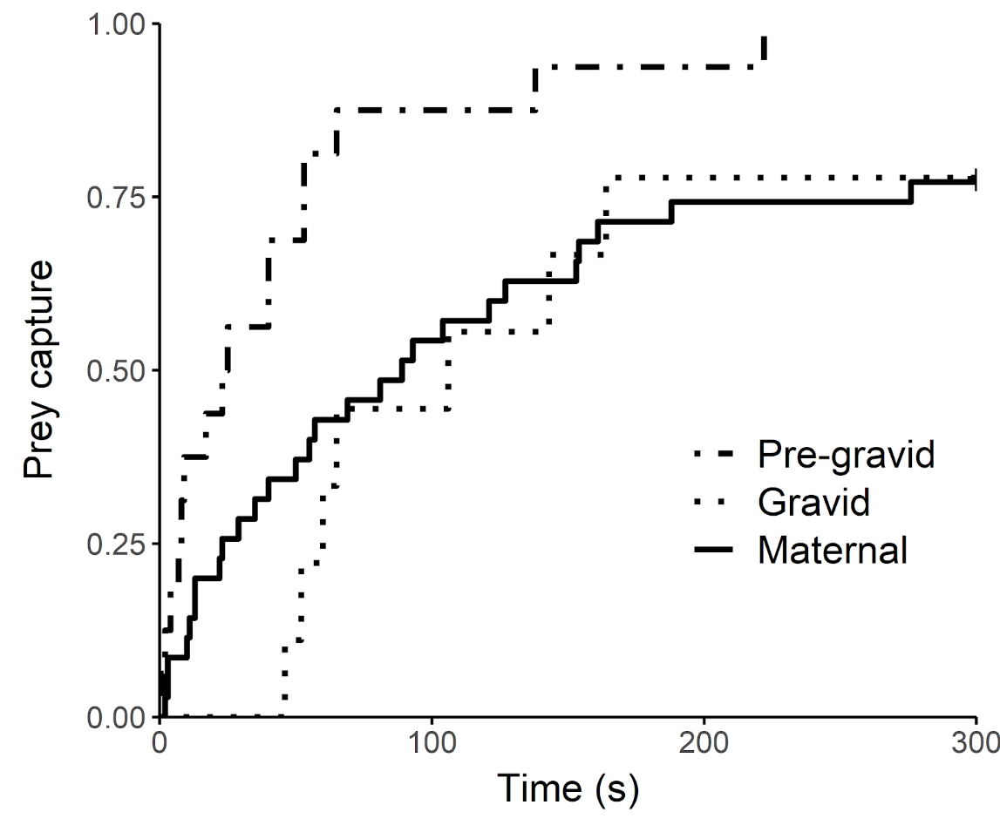 1.00
0.75
0.50
0.25
0.00
Prey capture
Pre-gravid
Gravid
Maternal
0 100 200 300
Time (s)